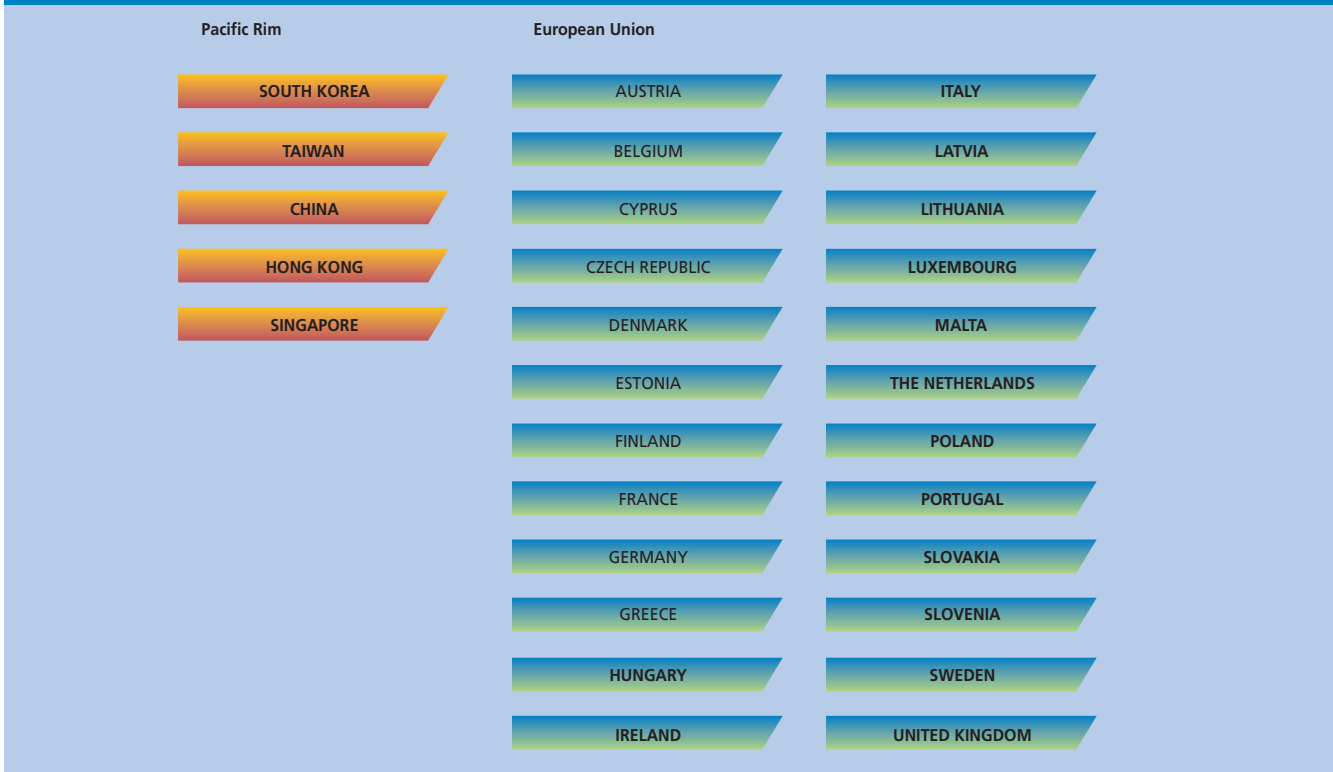 Pacific Rim
SOUTH KOREA
TAIWAN
CHINA
HONG KONG
SINGAPORE
European Union
AUSTRIA
BELGIUM
CYPRUS
CZECH REPUBLIC
DENMARK
ESTONIA
FINLAND
FRANCE
GERMANY
GREECE
HUNGARY
IRELAND
ITALY
LATVIA
LITHUANIA
LUXEMBOURG
MALTA
THE NETHERLANDS
POLAND
PORTUGAL
SLOVAKIA
SLOVENIA
SWEDEN
UNITED KINGDOM